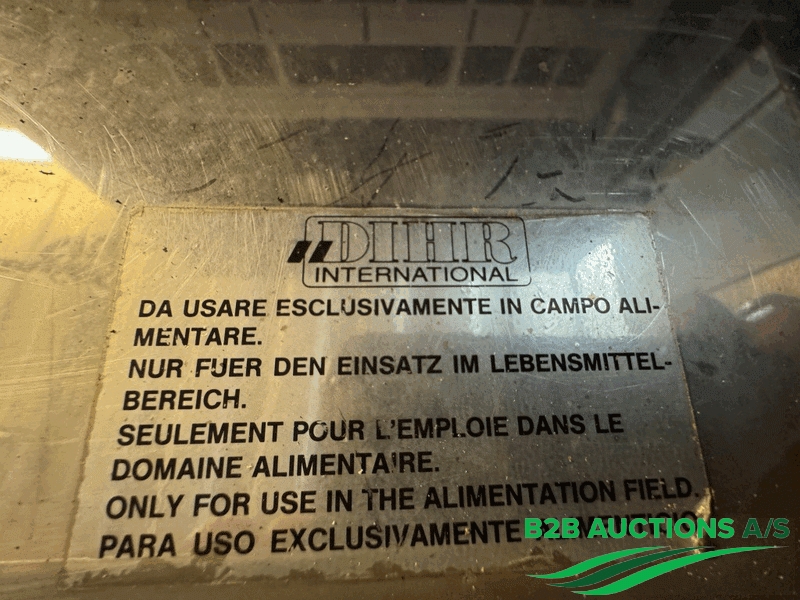 DIHR
INTERNATIONAL
DA USARE ESCLUSIVAMENTE IN CAMPO ALI-
MENTARE.
NUR FUER DEN EINSATZ IM LEBENSMITTEL-
BEREICH.
SEULEMENT POUR L'EMPLOIE DANS LE
DOMAINE ALIMENTAIRE.
ONLY FOR USE IN THE ALIMENTATION FIELD.
PARA USO EXCLUSIVAMENTE
B2B AUCTIONS A/S